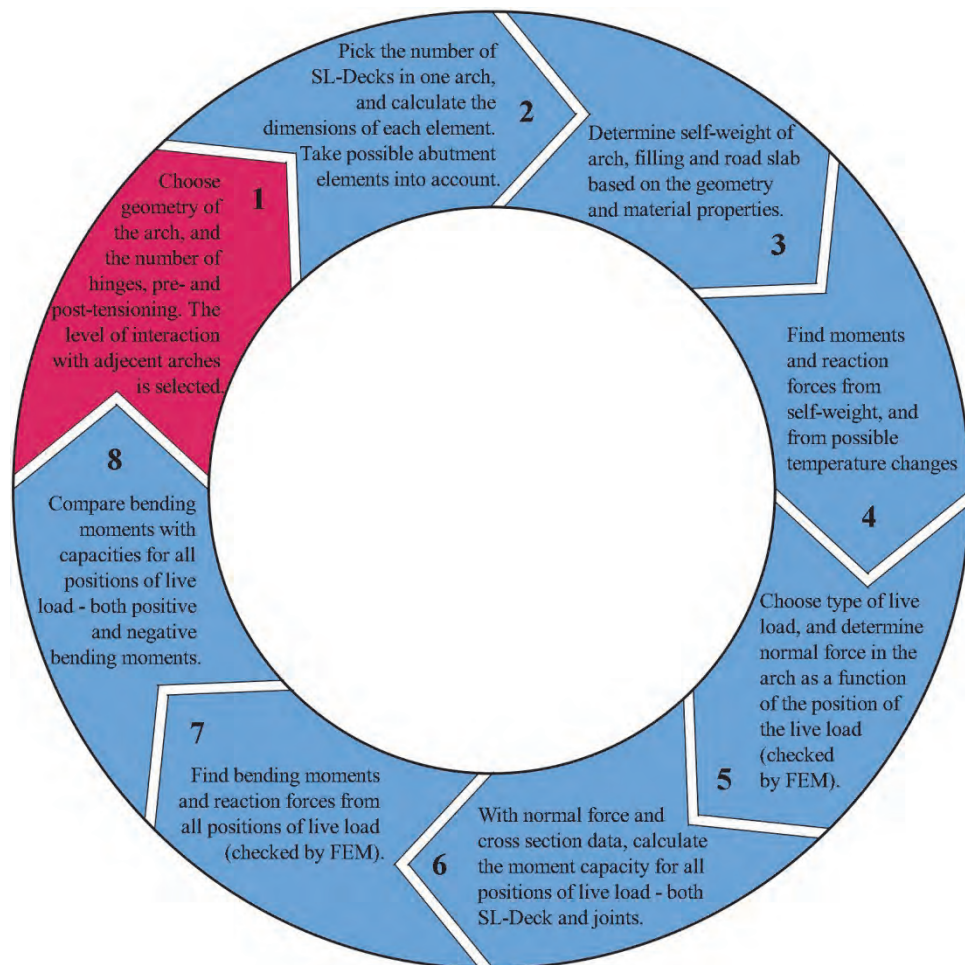 1
Choose
geometry of
the arch, and
the number of
hinges, pre- and
post-tensioning. The
level of interaction
with adjecent arches
is selected.
2
Pick the number of
SL-Decks in one arch,
and calculate the
dimensions of each element.
Take possible abutment
elements into account.
Determine self-weight of
arch, filling and road slab
based on the geometry
and material properties.
3
Find moments
and reaction
forces from
self-weight, and
from possible
temperature changes
4
Choose type of live
load, and determine
normal force in the
arch as a function
of the position of
the live load
(checked
by FEM).
5
With normal force and
cross section data, calculate
the moment capacity for all
positions of live load - both
SL-Deck and joints.
6
7
Find bending moments
and reaction forces from
all positions of live load
(checked by FEM).
8
Compare bending
moments with
capacities for all
positions of live
load - both positive
and negative
bending moments.